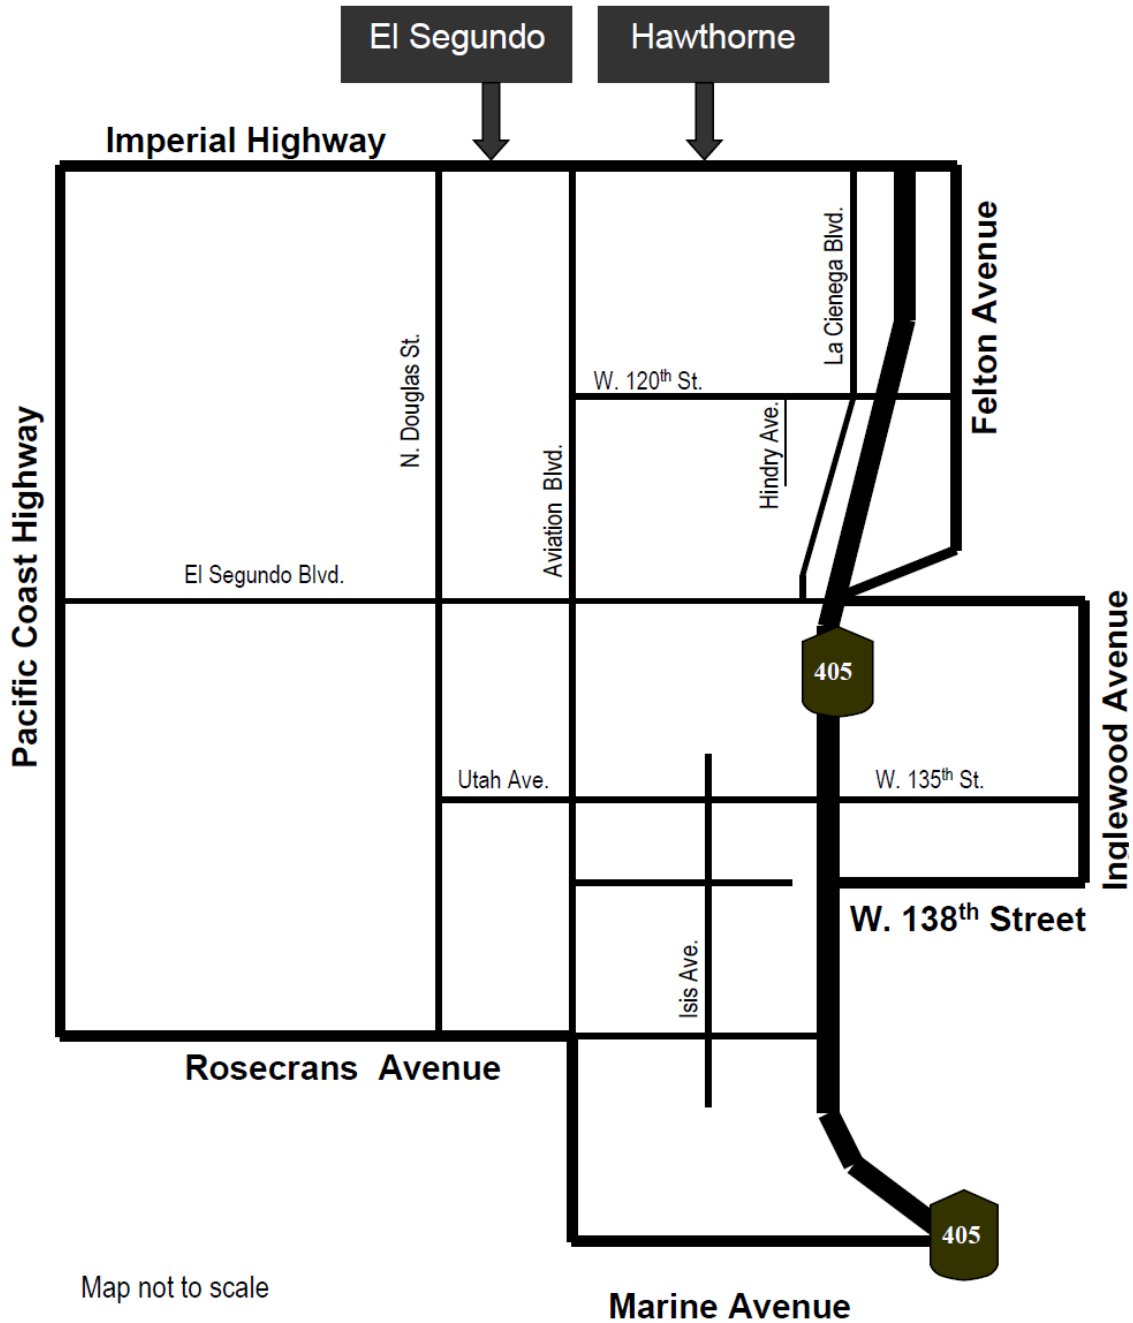 El Segundo
Hawthorne
Imperial Highway
La Cienega Blvd.
Felton Avenue
N. Douglas St.
W. 120th St.
Hindry Ave.
Pacific Coast Highway
Aviation Blvd.
El Segundo Blvd.
405
Inglewood Avenue
Utah Ave.
W. 135th St.
W. 138th Street
Isis Ave.
Rosecrans Avenue
405
Map not to scale
Marine Avenue